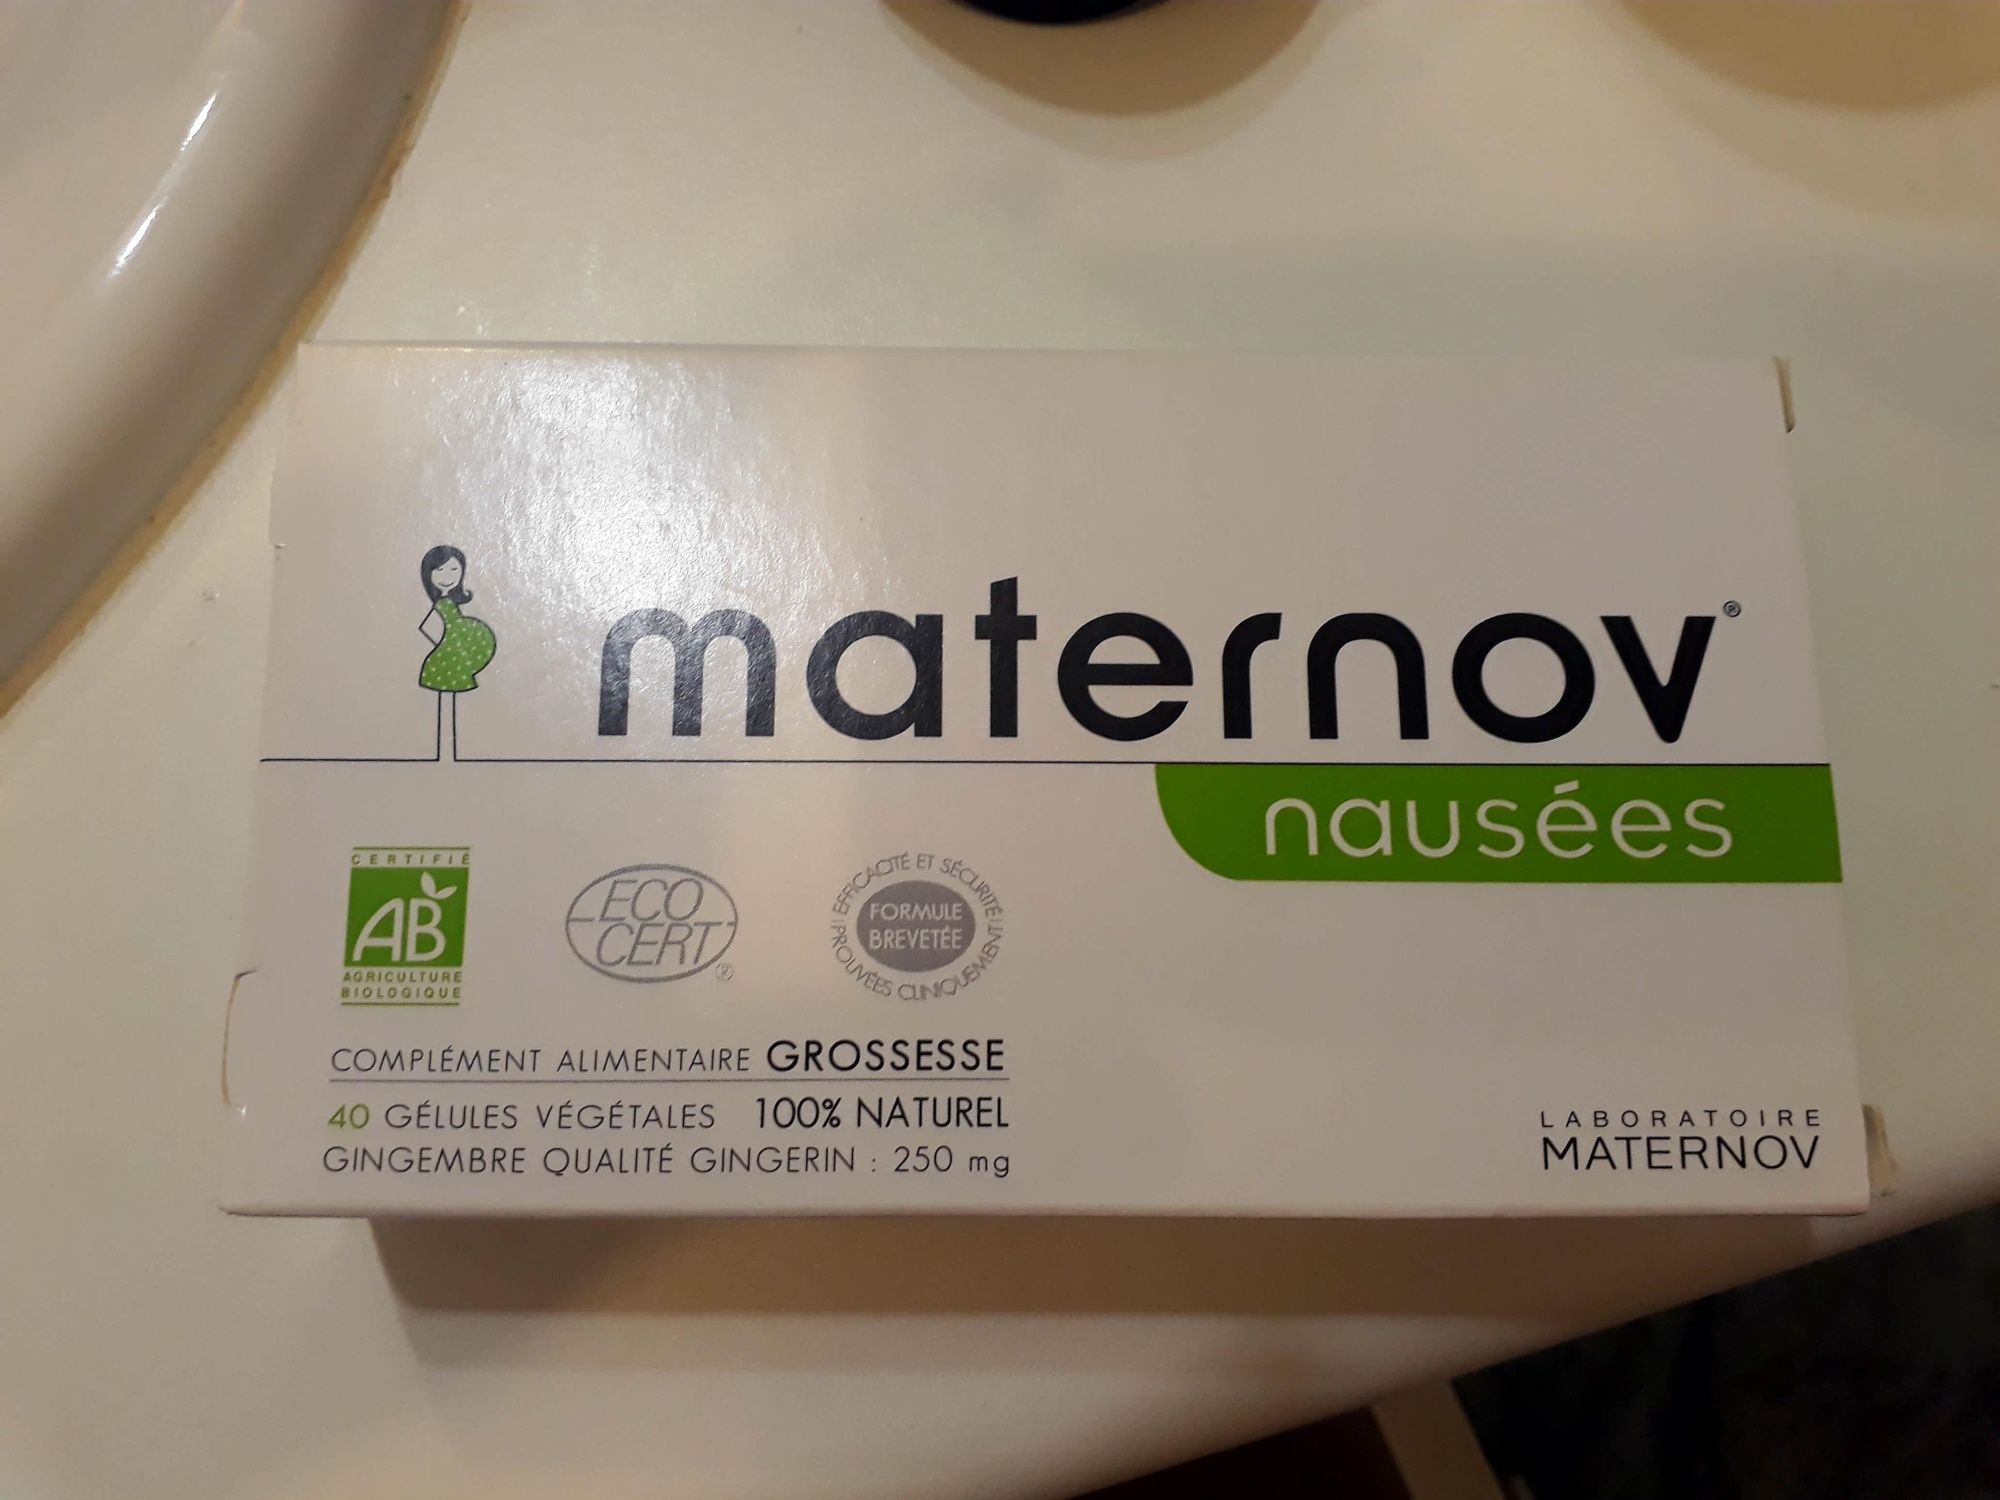 maternov®
nausées
CERTIFIÉ
AB
AGRICULTURE
BIOLOGIQUE
ECO
CERT
®
EFFICACITÉ ET SÉCURITÉ PROUVÉES CLINIQUEMENT
FORMULE
BREVETÉE
COMPLÉMENT ALIMENTAIRE GROSSESSE
40 GÉLULES VÉGÉTALES 100% NATUREL
GINGEMBRE QUALITÉ GINGERIN : 250 mg
LABORATOIRE
MATERNOV